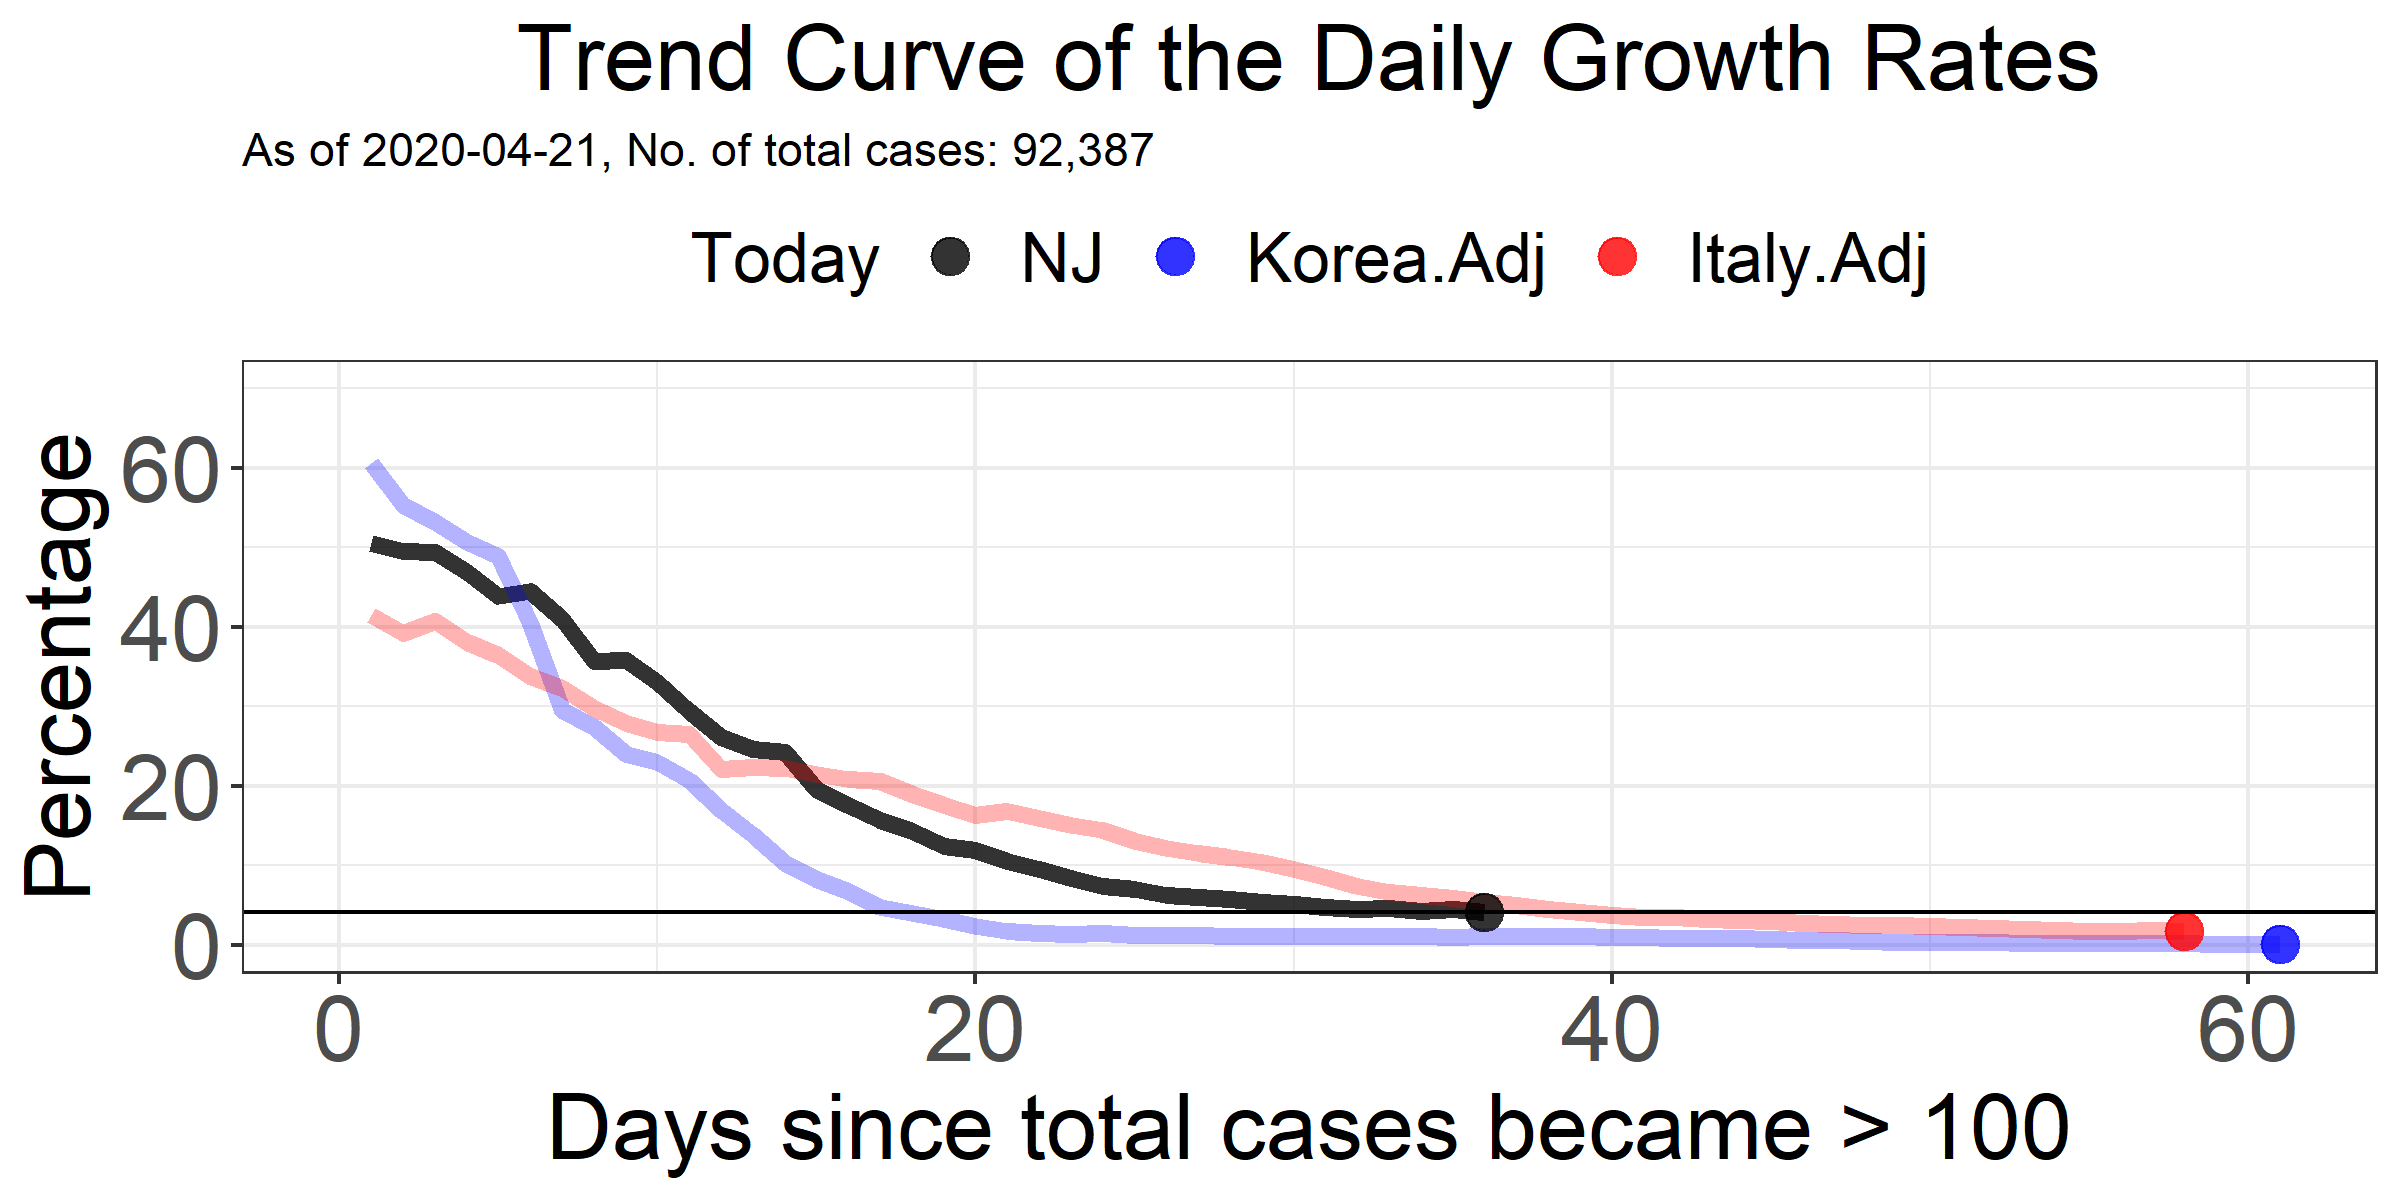 Trend Curve of the Daily Growth Rates
As of 2020-04-21, No. of total cases: 92,387
Today NJ Korea.Adj Italy.Adj
Percentage
60
40
20
0
0 20 40 60
Days since total cases became > 100